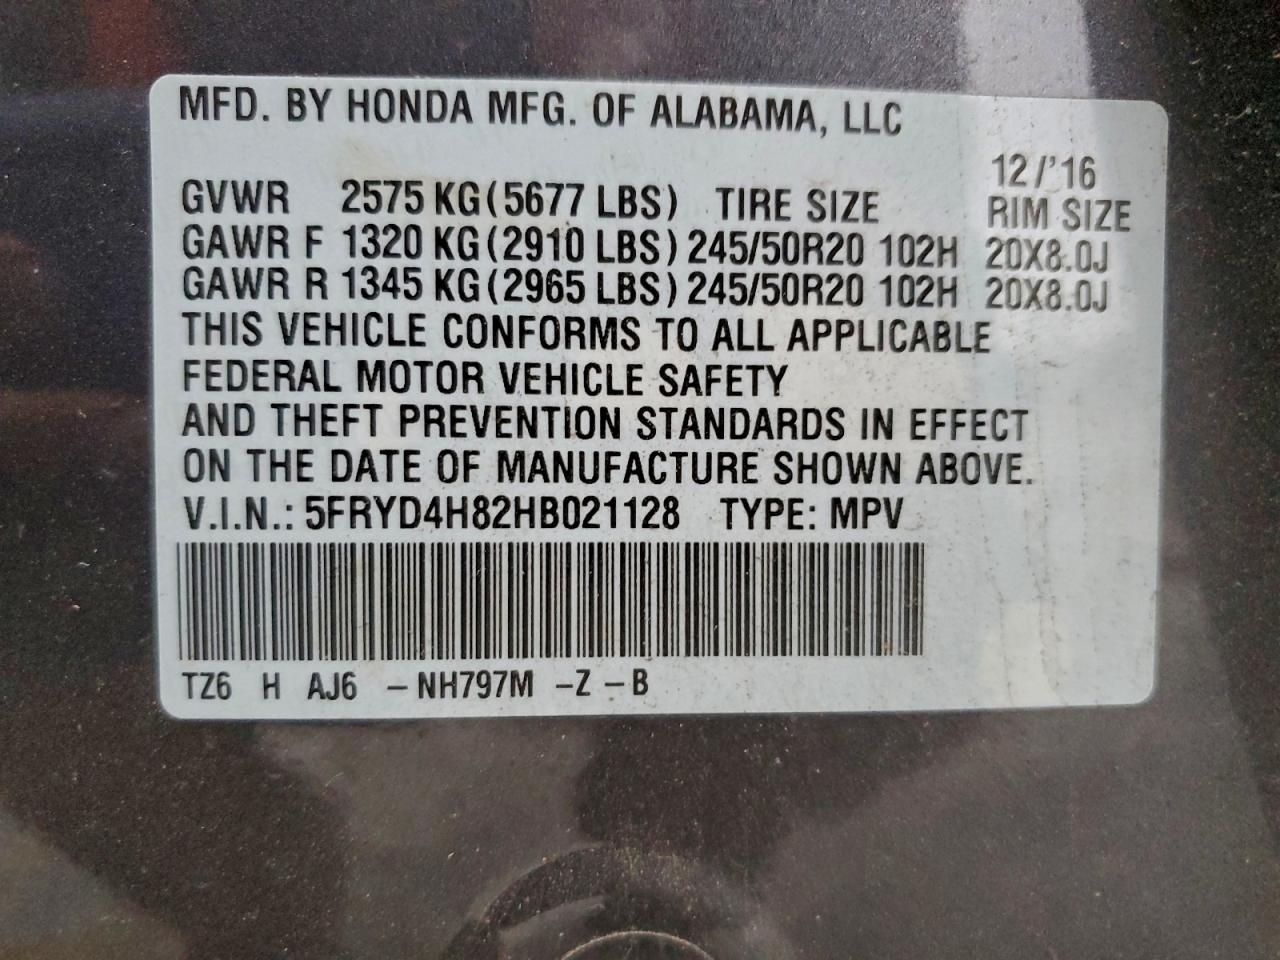 MFD. BY HONDA MFG. OF ALABAMA, LLC
12/'16
GVWR 2575 KG(5677 LBS) TIRE SIZE RIM SIZE
GAWR F 1320 KG(2910 LBS) 245/50R20 102H 20X8.0J
GAWR R 1345 KG(2965 LBS) 245/50R20 102H 20X8.0J
THIS VEHICLE CONFORMS TO ALL APPLICABLE
FEDERAL MOTOR VEHICLE SAFETY
AND THEFT PREVENTION STANDARDS IN EFFECT
ON THE DATE OF MANUFACTURE SHOWN ABOVE.
V.I.N.: 5FRYD4H82HB021128 TYPE: MPV
TZ6 H AJ6 -NH797M -Z -B